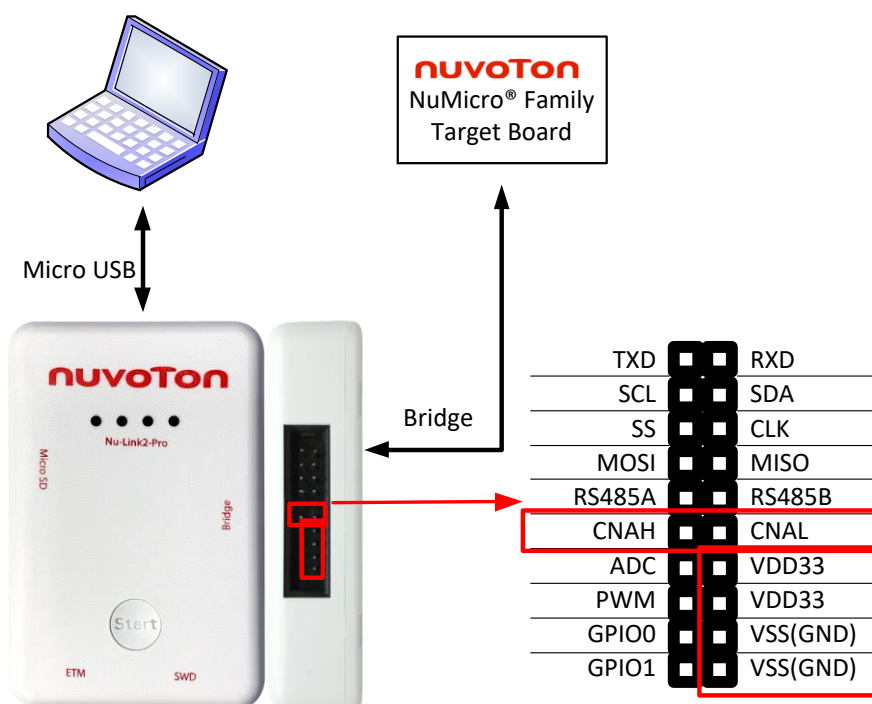 nuvoTon
NuMicro® Family
Target Board
Micro USB
nuvoTon
Nu-Link2-Pro
Micro SD
Bridge
Start
ETM
SWD
Bridge
TXD RXD
SCL SDA
SS CLK
MOSI MISO
RS485A RS485B
CNAH CNAL
ADC VDD33
PWM VDD33
GPIO0 VSS(GND)
GPIO1 VSS(GND)